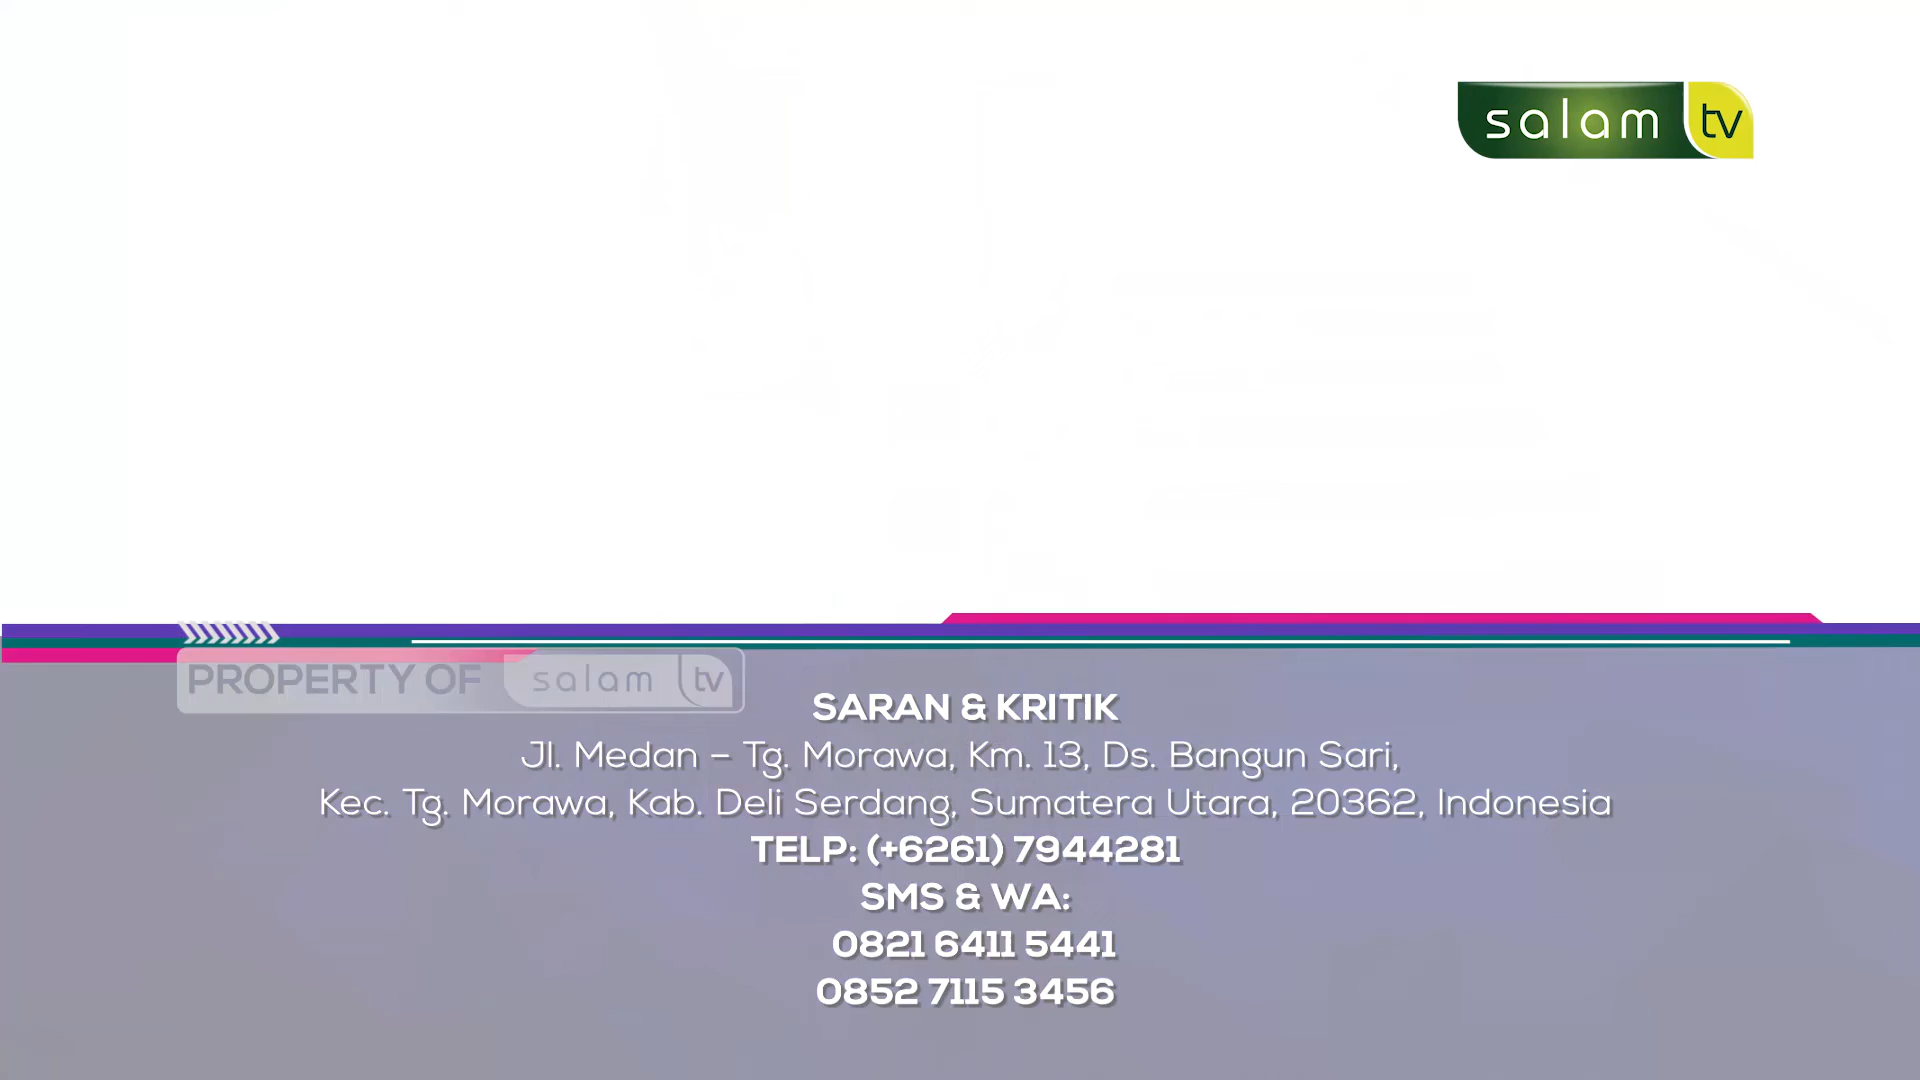 salam tv
PROPERTY OF salam tv
SARAN & KRITIK
Jl. Medan – Tg. Morawa, Km. 13, Ds. Bangun Sari,
Kec. Tg. Morawa, Kab. Deli Serdang, Sumatera Utara, 20362, Indonesia
TELP: (+6261) 7944281
SMS & WA:
0821 6411 5441
0852 7115 3456